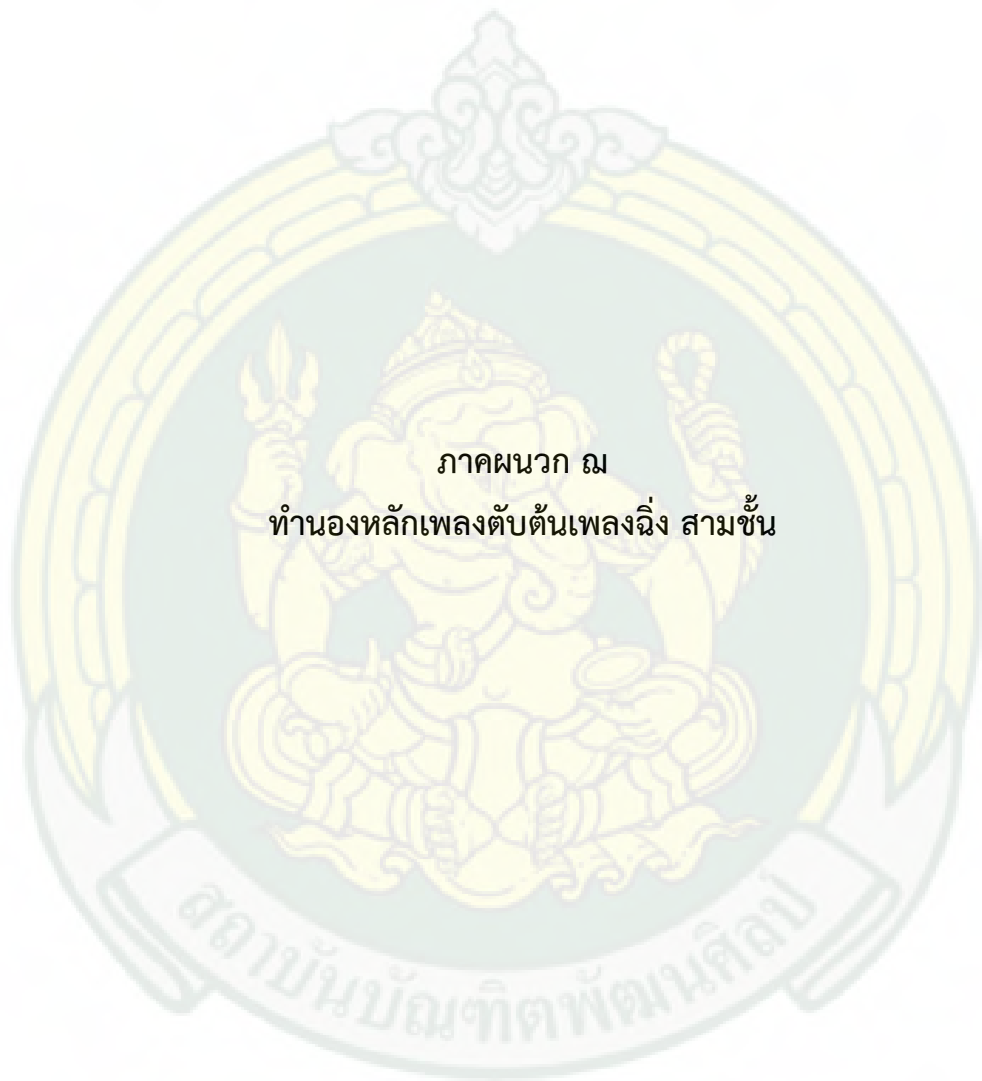 ภาคผนวก ฌ
ทำนองหลักเพลงตับต้นเพลงฉิ่ง สามชั้น
สถาบันบัณฑิตพัฒนศิลป์